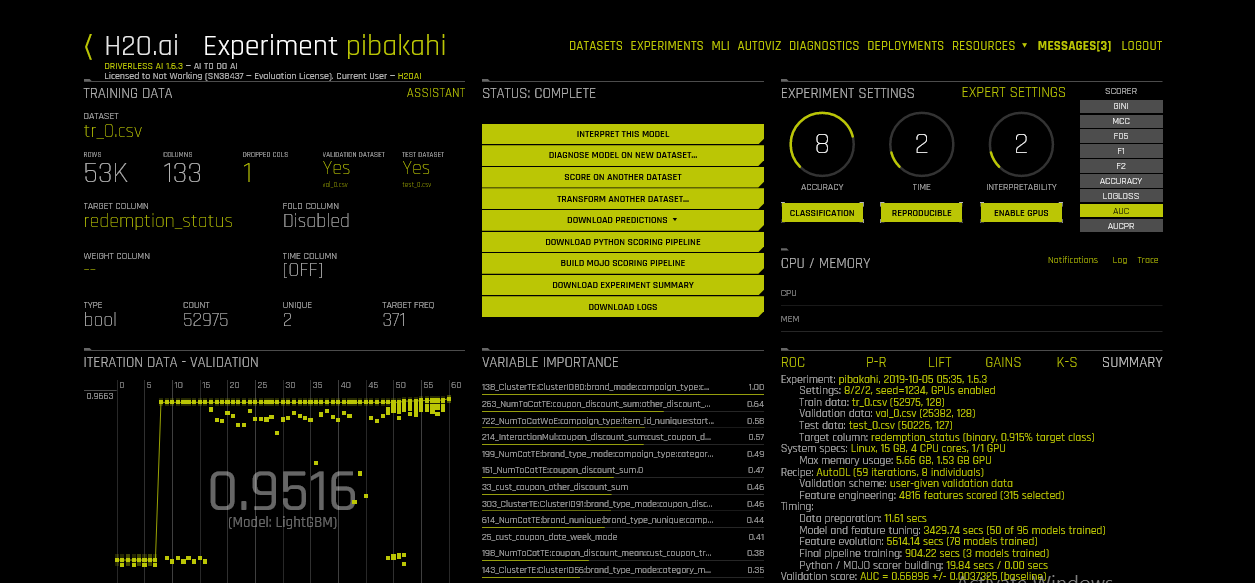 H2O.ai Experiment pibakahi
DRIVERLESS AI 1.6.3 – AI TO DO AI
Licensed to Not Working (SN38437 – Evaluation License). Current User – H2OAI
DATASETS EXPERIMENTS MLI AUTOVIZ DIAGNOSTICS DEPLOYMENTS RESOURCES MESSAGES[3] LOGOUT
TRAINING DATA ASSISTANT
DATASET
tr_0.csv
ROWS COLUMNS DROPPED COLS VALIDATION DATASET TEST DATASET
53K 133 1 Yes Yes
val_0.csv test_0.csv
TARGET COLUMN FOLD COLUMN
redemption_status Disabled
WEIGHT COLUMN TIME COLUMN
-- [OFF]
TYPE COUNT UNIQUE TARGET FREQ
bool 52975 2 371
STATUS: COMPLETE
INTERPRET THIS MODEL
DIAGNOSE MODEL ON NEW DATASET...
SCORE ON ANOTHER DATASET
TRANSFORM ANOTHER DATASET...
DOWNLOAD PREDICTIONS
DOWNLOAD PYTHON SCORING PIPELINE
BUILD MOJO SCORING PIPELINE
DOWNLOAD EXPERIMENT SUMMARY
DOWNLOAD LOGS
EXPERIMENT SETTINGS EXPERT SETTINGS
8 2 2
ACCURACY TIME INTERPRETABILITY
CLASSIFICATION REPRODUCIBLE ENABLE GPUS
SCORER
GINI
MCC
F05
F1
F2
ACCURACY
LOGLOSS
AUC
AUCPR
CPU / MEMORY Notifications Log Trace
CPU
MEM
ITERATION DATA - VALIDATION
0 5 10 15 20 25 30 35 40 45 50 55 60
0.9553
0.9516
(Model: LightGBM)
VARIABLE IMPORTANCE
138_ClusterTE:ClusterID80:brand_mode:campaign_type:c... 1.00
263_NumToCatTE:coupon_discount_sum:other_discount_... 0.64
722_NumToCatWoE:campaign_type:item_id_nunique:start... 0.58
214_InteractionMul:coupon_discount_sum:cust_coupon_d... 0.57
199_NumToCatTE:brand_type_mode:campaign_type:categor... 0.49
151_NumToCatTE:coupon_discount_sum.0 0.47
33_cust_coupon_other_discount_sum 0.46
303_ClusterTE:ClusterID91:brand_type_mode:coupon_disc... 0.46
614_NumCatTE:brand_nunique:brand_type_nunique:camp... 0.44
25_cust_coupon_date_week_mode 0.41
198_NumToCatTE:coupon_discount_mean:cust_coupon_tr... 0.38
143_ClusterTE:ClusterID56:brand_type_mode:category_m... 0.35
ROC P-R LIFT GAINS K-S SUMMARY
Experiment: pibakahi, 2019-10-05 05:35, 1.6.3
Settings: 8/2/2, seed=1234, GPUs enabled
Train data: tr_0.csv (52975, 128)
Validation data: val_0.csv (25382, 128)
Test data: test_0.csv (50226, 127)
Target column: redemption_status (binary, 0.915% target class)
System specs: Linux, 15 GB, 4 CPU cores, 1/1 GPU
Max memory usage: 5.66 GB, 1.53 GB GPU
Recipe: AutoDL (59 iterations, 8 individuals)
Validation scheme: user-given validation data
Feature engineering: 4816 features scored (315 selected)
Timing:
Data preparation: 11.61 secs
Model and feature tuning: 3429.74 secs (50 of 96 models trained)
Feature evolution: 5614.14 secs (78 models trained)
Final pipeline training: 904.22 secs (3 models trained)
Python / MOJO scorer building: 19.84 secs / 0.00 secs
Validation score: AUC = 0.66896 +/- 0.0037325 (baseline)
Activate Windows